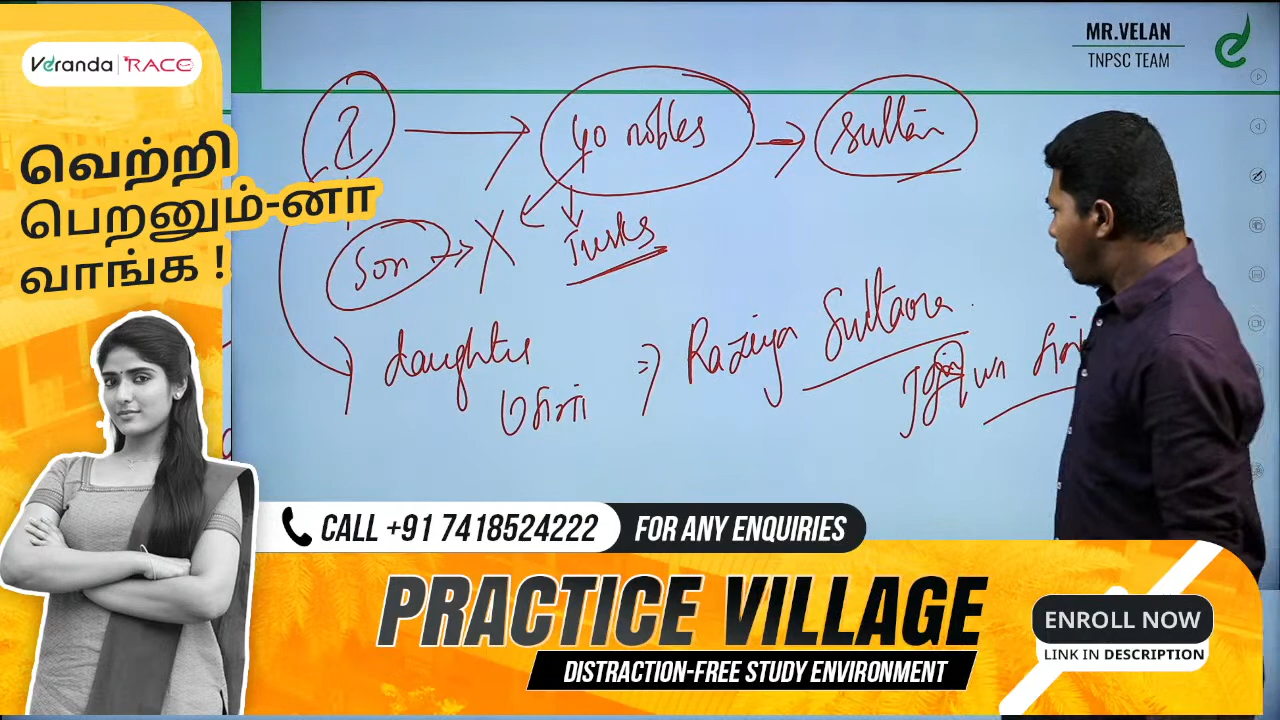 Veranda RACE
வெற்றி
பெறனும்-னா
வாங்க !
MR.VELAN
TNPSC TEAM
40 nobles
Sultan
Son
X
Turks
daughter
மகள்
Raziya Sultana
CALL +91 7418524222
FOR ANY ENQUIRIES
PRACTICE VILLAGE
DISTRACTION-FREE STUDY ENVIRONMENT
ENROLL NOW
LINK IN DESCRIPTION